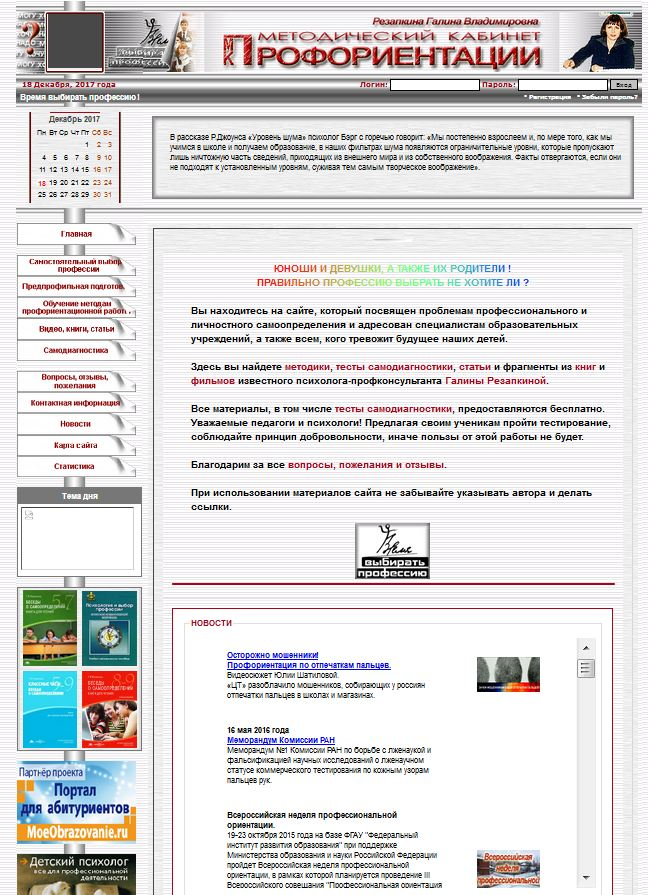 Резапкина Галина Владимировна
МЕТОДИЧЕСКИЙ КАБИНЕТ
ПРОФОРИЕНТАЦИИ
18 Декабря, 2017 года
Логин:
Пароль:
Вход
Время выбирать профессию!
* Регистрация
* Забыли пароль?
Декабрь 2017
Пн Вт Ср Чт Пт Сб Вс
1 2 3
4 5 6 7 8 9 10
11 12 13 14 15 16 17
18 19 20 21 22 23 24
25 26 27 28 29 30 31
В рассказе Р.Джоунса «Уровень шума» психолог Бэрг с горечью говорит: «Мы постепенно взрослеем и, по мере того, как мы
учимся в школе и получаем образование, в наших фильтрах шума появляются ограничительные уровни, которые пропускают
лишь ничтожную часть сведений, приходящих из внешнего мира и из собственного воображения. Факты отвергаются, если они
не подходят к установленным уровням, суживая тем самым творческое воображение».
Главная
Самостоятельный выбор
профессии
Предпрофильная подготов.
Обучение методам
профориентационной работ.
Видео, книги, статьи
Самодиагностика
Вопросы, отзывы,
пожелания
Контактная информация
Новости
Карта сайта
Статистика
Тема дня
ЮНОШИ И ДЕВУШКИ, А ТАКЖЕ ИХ РОДИТЕЛИ !
ПРАВИЛЬНО ПРОФЕССИЮ ВЫБРАТЬ НЕ ХОТИТЕ ЛИ ?
Вы находитесь на сайте, который посвящен проблемам профессионального и
личностного самоопределения и адресован специалистам образовательных
учреждений, а также всем, кого тревожит будущее наших детей.
Здесь вы найдете методики, тесты самодиагностики, статьи и фрагменты из книг и
фильмов известного психолога-профконсультанта Галины Резапкиной.
Все материалы, в том числе тесты самодиагностики, предоставляются бесплатно.
Уважаемые педагоги и психологи! Предлагая своим ученикам пройти тестирование,
соблюдайте принцип добровольности, иначе пользы от этой работы не будет.
Благодарим за все вопросы, пожелания и отзывы.
При использовании материалов сайта не забывайте указывать автора и делать
ссылки.
Время
выбирать
профессию
НОВОСТИ
Осторожно мошенники!
Профориентация по отпечаткам пальцев.
Видеосюжет Юлии Шатиловой.
«ЦТ» разоблачило мошенников, собирающих у россиян
отпечатки пальцев в школах и магазинах.
16 мая 2016 года
Меморандум Комиссии РАН
Меморандум №1 Комиссии РАН по борьбе с лженаукой и
фальсификацией научных исследований о лженаучном
статусе коммерческого тестирования по кожным узорам
пальцев рук.
Всероссийская неделя профессиональной
ориентации.
19-23 октября 2015 года на базе ФГАУ "Федеральный
институт развития образования" при поддержке
Министерства образования и науки Российской Федерации
пройдет Всероссийская неделя профессиональной
ориентации, в рамках которой планируется проведение III
Всероссийского совещания "Профессиональная ориентация
Всероссийская
неделя
профессиональной
БЕСЕДЫ
О САМООПРЕДЕЛЕНИИ
5-7
Психология и выбор
профессии
КЛАССНЫЕ ЧАСЫ
5-9
БЕСЕДЫ
О САМООПРЕДЕЛЕНИИ
8-9
Партнёр проекта
Портал
для абитуриентов
MoeObrazovanie.ru
Детский психолог
все для профессиональной
деятельности